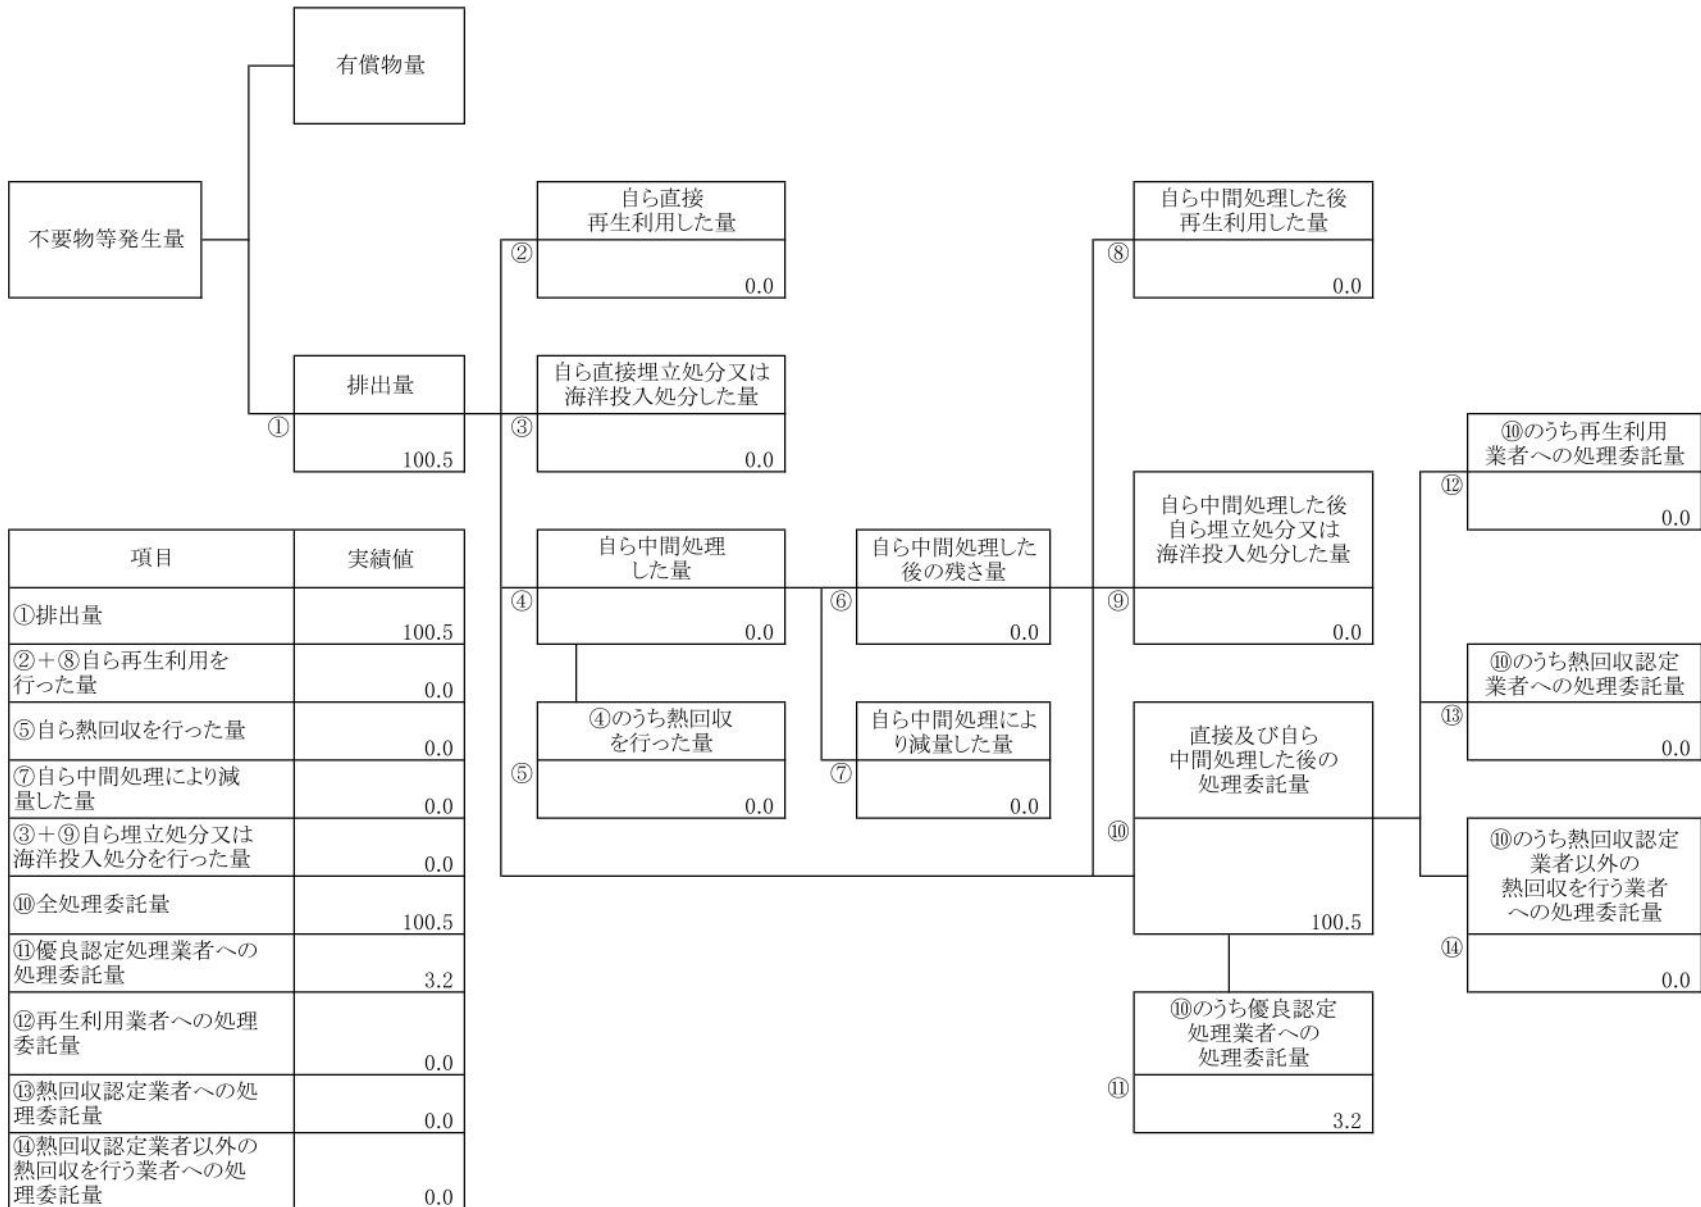 有償物量
不要物等発生量
自ら直接
再生利用した量
②
0.0
自ら中間処理した後
再生利用した量
⑧
0.0
排出量
①
100.5
自ら直接埋立処分又は
海洋投入処分した量
③
0.0
自ら中間処理
した量
④
0.0
自ら中間処理した
後の残さ量
⑥
0.0
自ら中間処理した後
自ら埋立処分又は
海洋投入処分した量
⑨
0.0
⑩のうち再生利用
業者への処理委託量
⑫
0.0
④のうち熱回収
を行った量
⑤
0.0
自ら中間処理によ
り減量した量
⑦
0.0
直接及び自ら
中間処理した後の
処理委託量
⑩
100.5
⑩のうち熱回収認定
業者への処理委託量
⑬
0.0
⑩のうち熱回収認定
業者以外の
熱回収を行う業者
への処理委託量
⑭
0.0
⑩のうち優良認定
処理業者への
処理委託量
⑪
3.2
項目 実績値
①排出量
100.5
②+⑧自ら再生利用を
行った量
0.0
⑤自ら熱回収を行った量
0.0
⑦自ら中間処理により減
量した量
0.0
③+⑨自ら埋立処分又は
海洋投入処分を行った量
0.0
⑩全処理委託量
100.5
⑪優良認定処理業者への
処理委託量
3.2
⑫再生利用業者への処理
委託量
0.0
⑬熱回収認定業者への処
理委託量
0.0
⑭熱回収認定業者以外の
熱回収を行う業者への処
理委託量
0.0